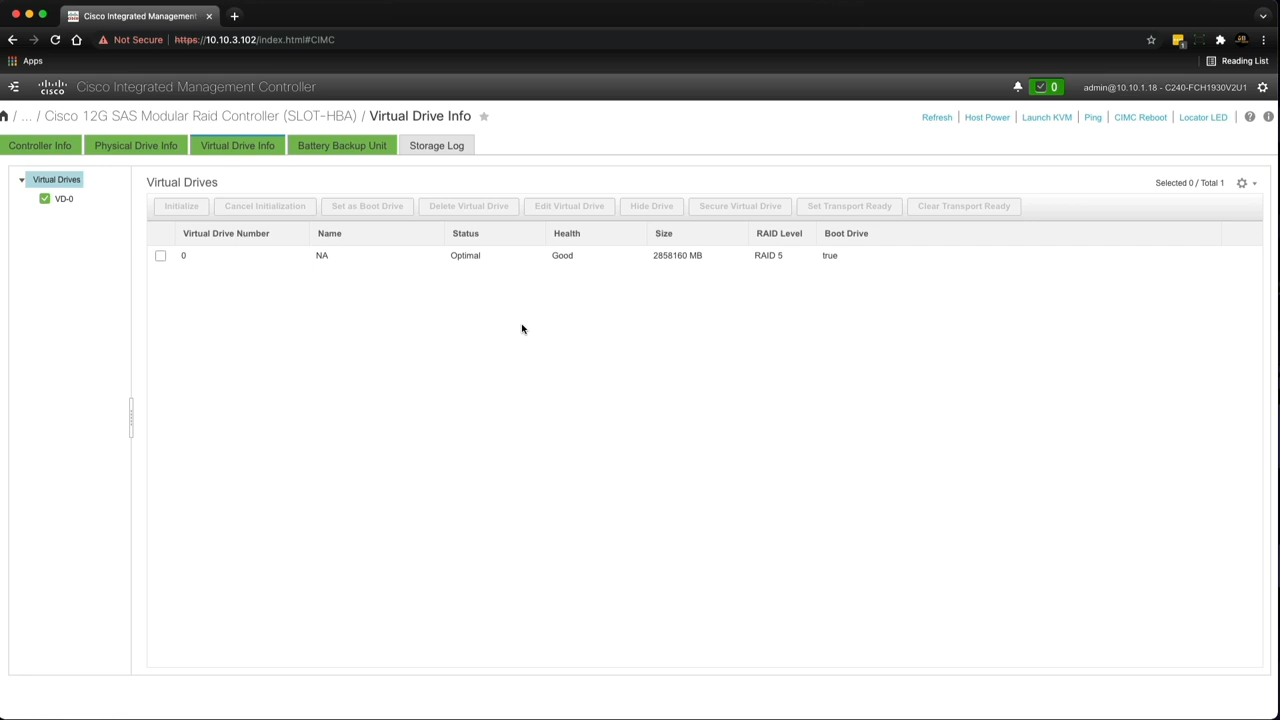 Cisco Integrated Management
Not Secure https://10.10.3.102/index.html#CIMC
Apps
Reading List
cisco Cisco Integrated Management Controller
0
admin@10.10.1.18 - C240-FCH1930V2U1
/ ... / Cisco 12G SAS Modular Raid Controller (SLOT-HBA) / Virtual Drive Info
Refresh | Host Power | Launch KVM | Ping | CIMC Reboot | Locator LED
Controller Info Physical Drive Info Virtual Drive Info Battery Backup Unit Storage Log
Virtual Drives
VD-0
Virtual Drives
Selected 0 / Total 1
Initialize Cancel Initialization Set as Boot Drive Delete Virtual Drive Edit Virtual Drive Hide Drive Secure Virtual Drive Set Transport Ready Clear Transport Ready
Virtual Drive Number Name Status Health Size RAID Level Boot Drive
0 NA Optimal Good 2858160 MB RAID 5 true